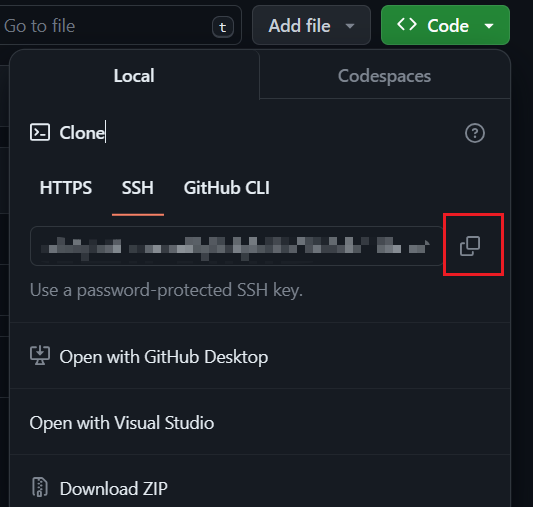 Go to file t Add file Code
Local Codespaces
Clone
HTTPS SSH GitHub CLI
Use a password-protected SSH key.
Open with GitHub Desktop
Open with Visual Studio
Download ZIP